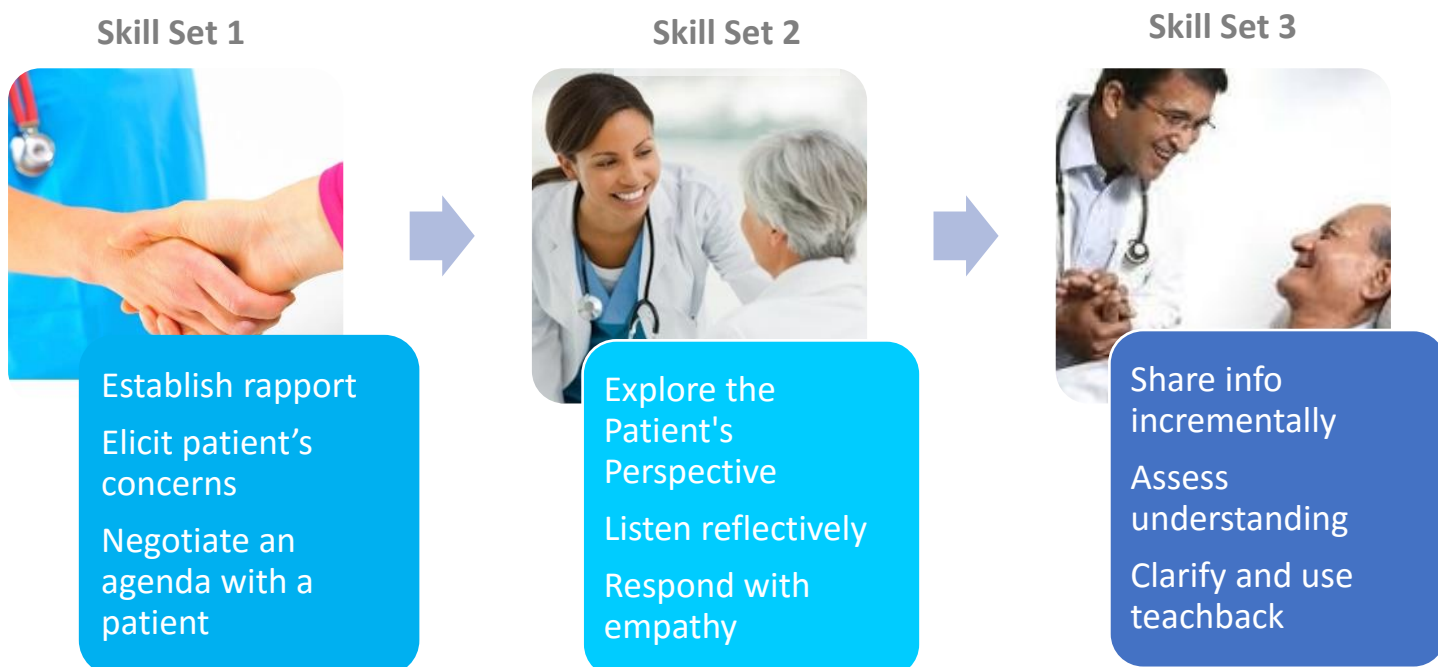 Skill Set 1
Establish rapport
Elicit patient’s
concerns
Negotiate an
agenda with a
patient
Skill Set 2
Explore the
Patient's
Perspective
Listen reflectively
Respond with
empathy
Skill Set 3
Share info
incrementally
Assess
understanding
Clarify and use
teachback